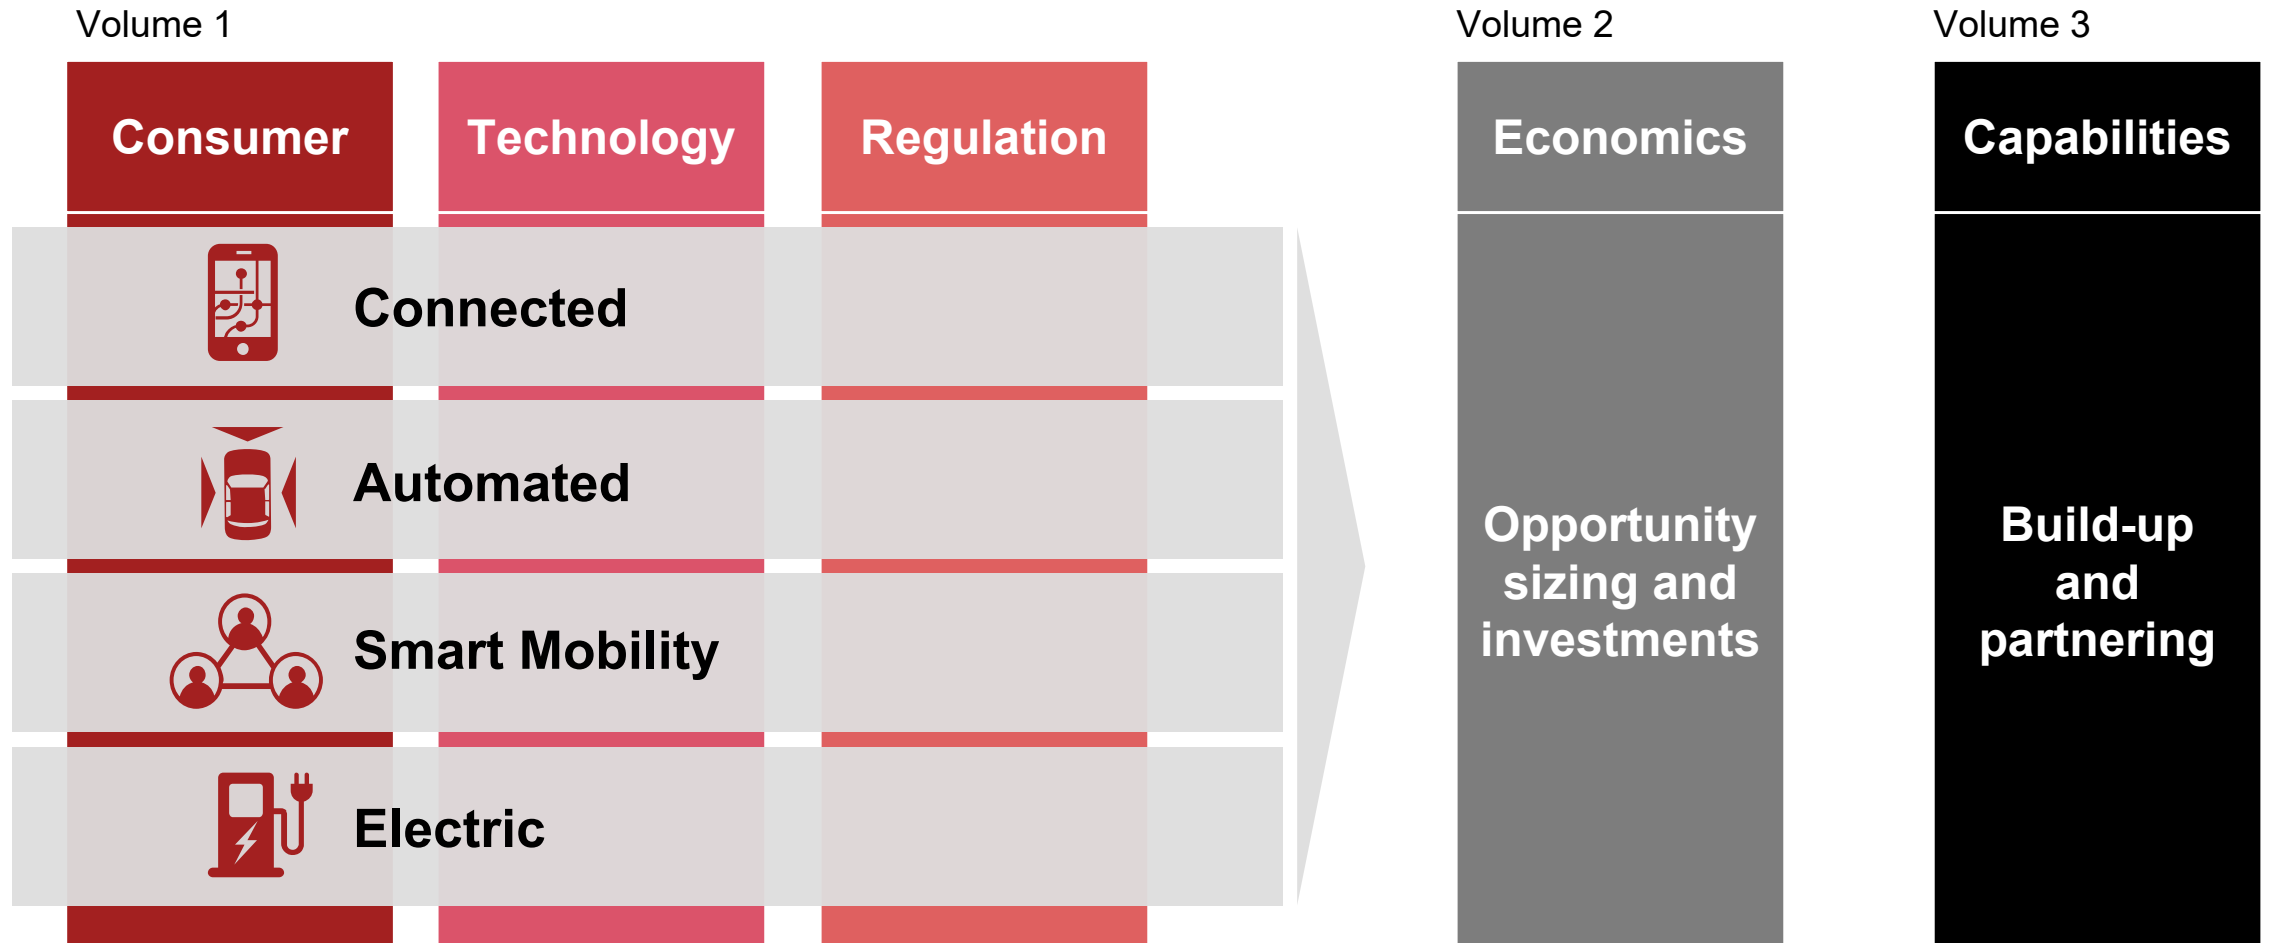 Volume 1
Volume 2
Volume 3
Consumer
Technology
Regulation
Economics
Capabilities
Connected
Automated
Smart Mobility
Electric
Opportunity
sizing and
investments
Build-up
and
partnering